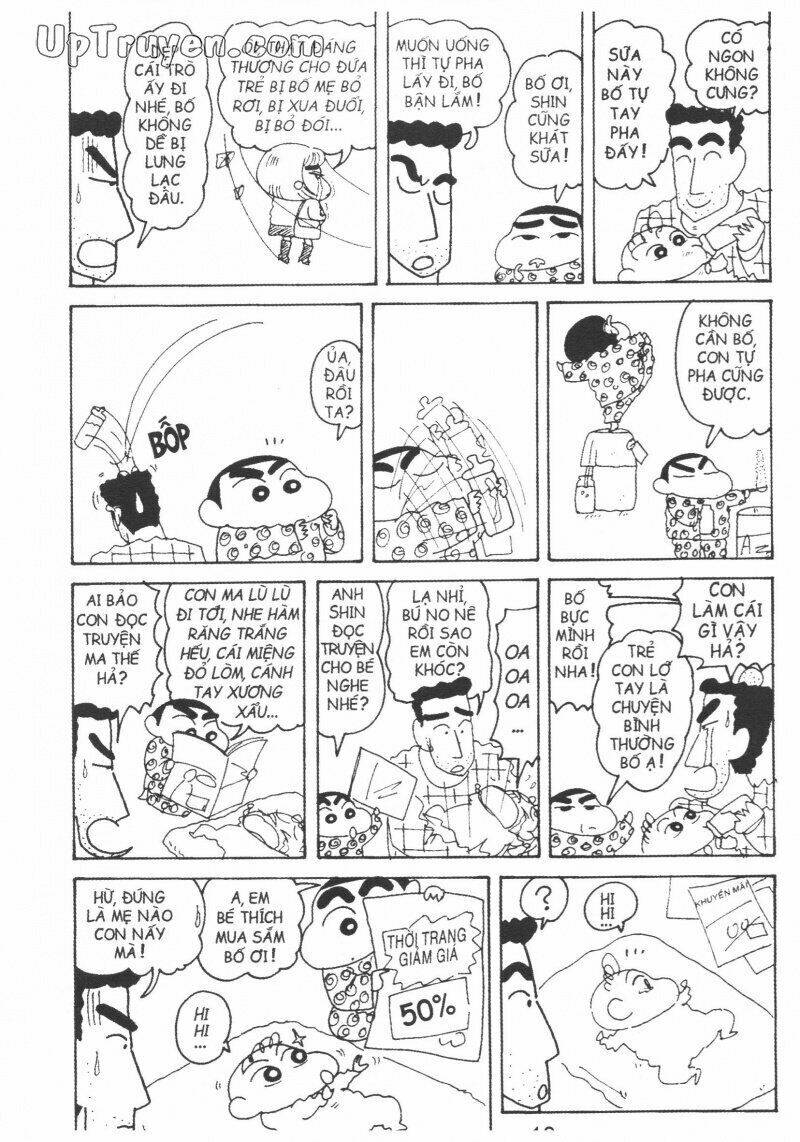 UpTruyen.com
CÓ
NGON
KHÔNG
CƯNG?
SỮA
NÀY
BỐ TỰ
TAY
PHA
ĐẤY!
BỐ ƠI,
SHIN
CŨNG
KHÁT
SỮA!
MUỐN UỐNG
THÌ TỰ PHA
LẤY ĐI, BỐ
BẬN LẮM!
THẬT ĐÁNG
THƯƠNG CHO ĐỨA
TRẺ BỊ BỐ MẸ BỎ
RƠI, BỊ XUA ĐUỔI,
BỊ BỎ ĐÓI...
DẸP
CÁI TRÒ
ẤY ĐI
NHÉ, BỐ
KHÔNG
DỄ BỊ
LUNG
LẠC
ĐÂU.
KHÔNG
CẦN BỐ,
CON TỰ
PHA CŨNG
ĐƯỢC.
AZ
ỦA,
ĐÂU
RỒI
TA?
BỐP
CON
LÀM CÁI
GÌ VẬY
HẢ?
BỐ
BỰC
MÌNH
RỒI
NHA!
TRẺ
CON LỠ
TAY LÀ
CHUYỆN
BÌNH
THƯỜNG
BỐ Ạ!
OA
OA
OA
...
LẠ NHỈ,
BÚ NO NÊ
RỒI SAO
EM CÒN
KHÓC?
ANH
SHIN
ĐỌC
TRUYỆN
CHO BÉ
NGHE
NHÉ?
CON MA LÙ LÙ
ĐI TỚI, NHE HÀM
RĂNG TRẮNG
HẾU, CÁI MIỆNG
ĐỎ LÒM, CÁNH
TAY XƯƠNG
XẨU...
AI BẢO
CON ĐỌC
TRUYỆN
MA THẾ
HẢ?
KHUYẾN MÃI
HI
HI
...
?
A, EM
BÉ THÍCH
MUA SẮM
BỐ ƠI!
THỜI TRANG
GIẢM GIÁ
50%
HỪ, ĐÚNG
LÀ MẸ NÀO
CON NẤY
MÀ!
HI
HI
...